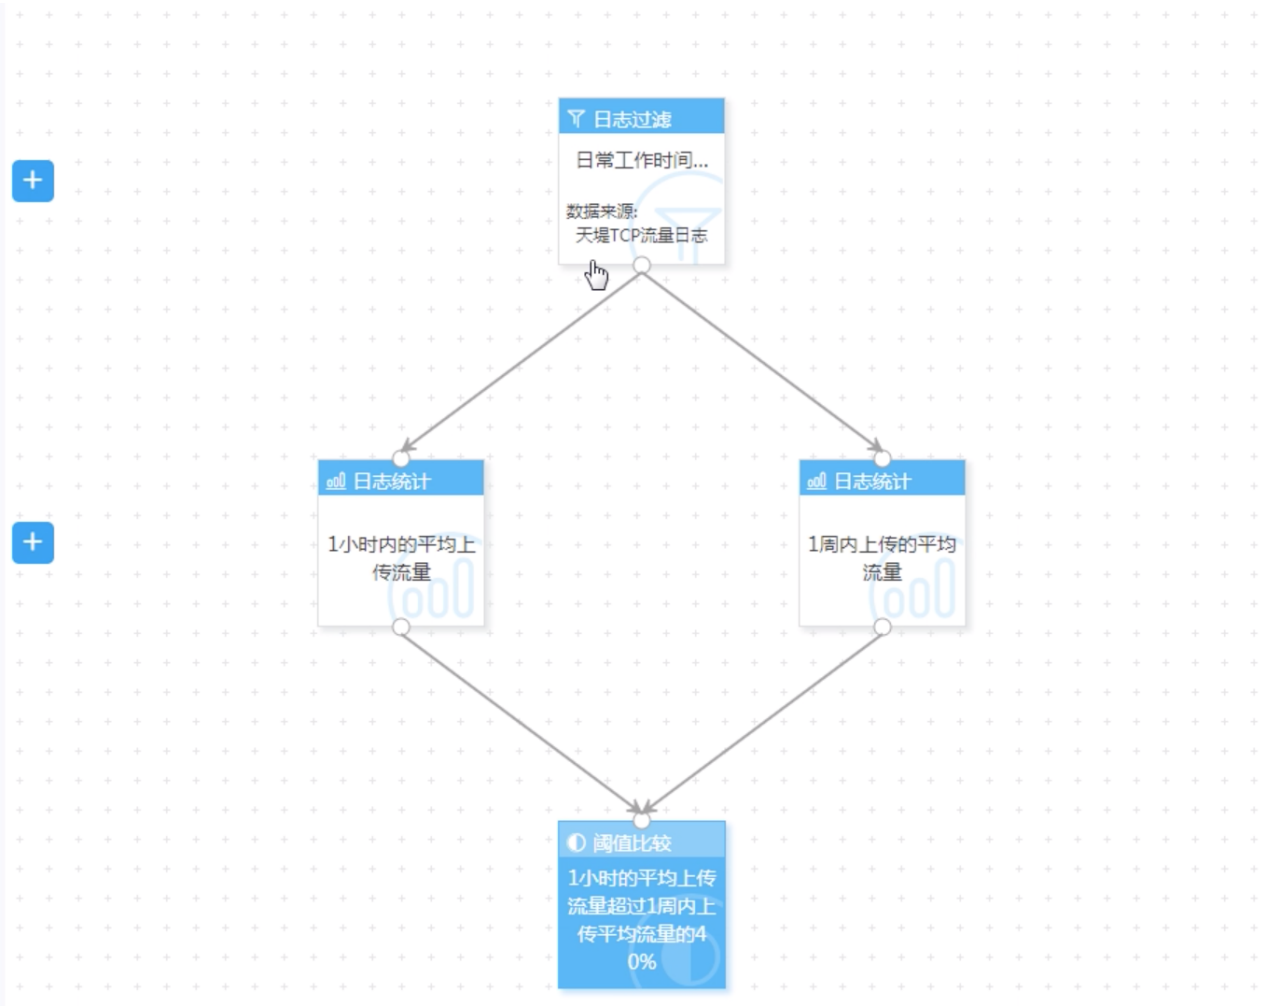 日志过滤
日常工作时间...
数据来源:
天堤TCP流量日志
日志统计
1小时内的平均上
传流量
日志统计
1周内上传的平均
流量
阈值比较
1小时的平均上传
流量超过1周内上
传平均流量的4
0%